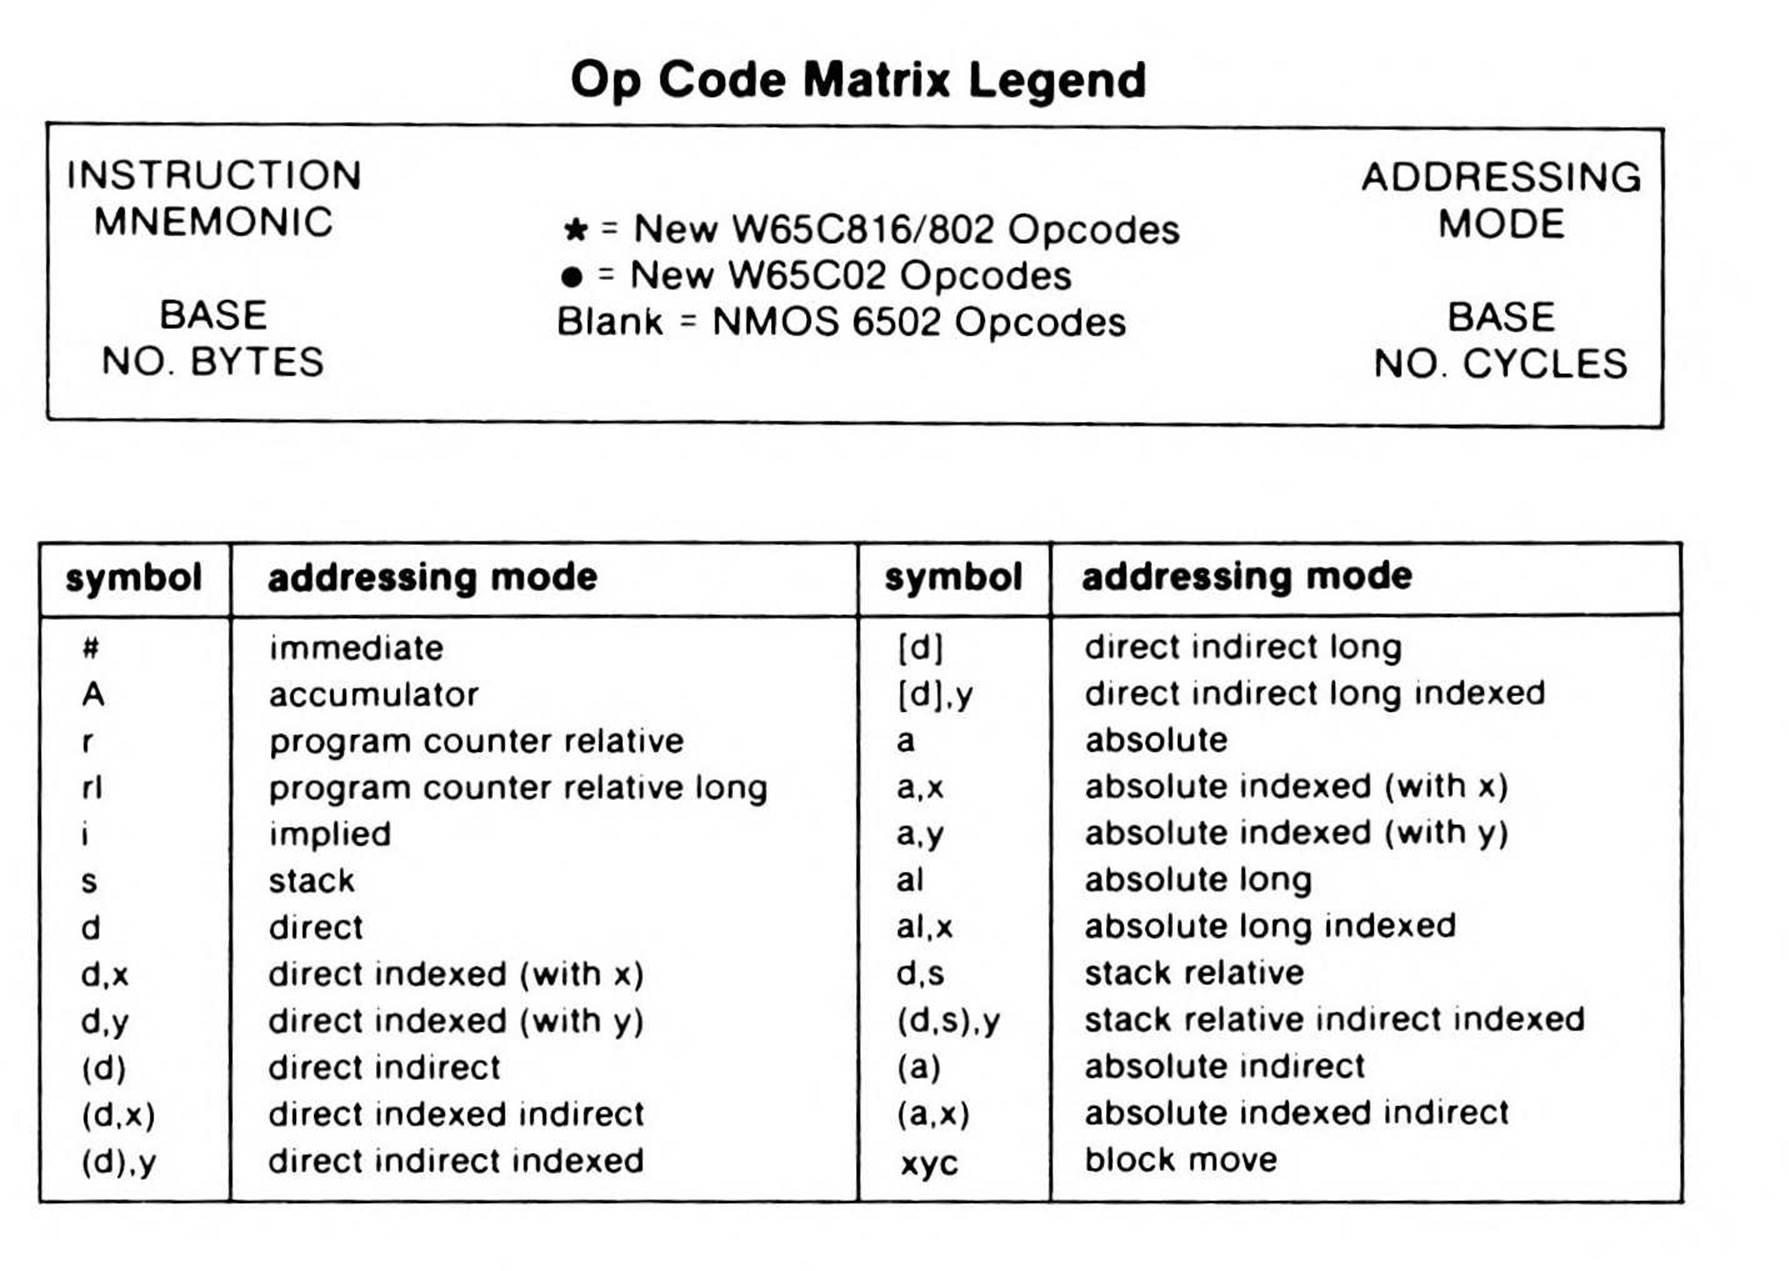 Op Code Matrix Legend
INSTRUCTION MNEMONIC
BASE NO. BYTES
★ = New W65C816/802 Opcodes
● = New W65C02 Opcodes
Blank = NMOS 6502 Opcodes
ADDRESSING MODE
BASE NO. CYCLES
symbol addressing mode symbol addressing mode
# immediate [d] direct indirect long
A accumulator [d],y direct indirect long indexed
r program counter relative a absolute
rl program counter relative long a,x absolute indexed (with x)
i implied a,y absolute indexed (with y)
s stack al absolute long
d direct al,x absolute long indexed
d,x direct indexed (with x) d,s stack relative
d,y direct indexed (with y) (d,s),y stack relative indirect indexed
(d) direct indirect (a) absolute indirect
(d,x) direct indexed indirect (a,x) absolute indexed indirect
(d),y direct indirect indexed xyc block move